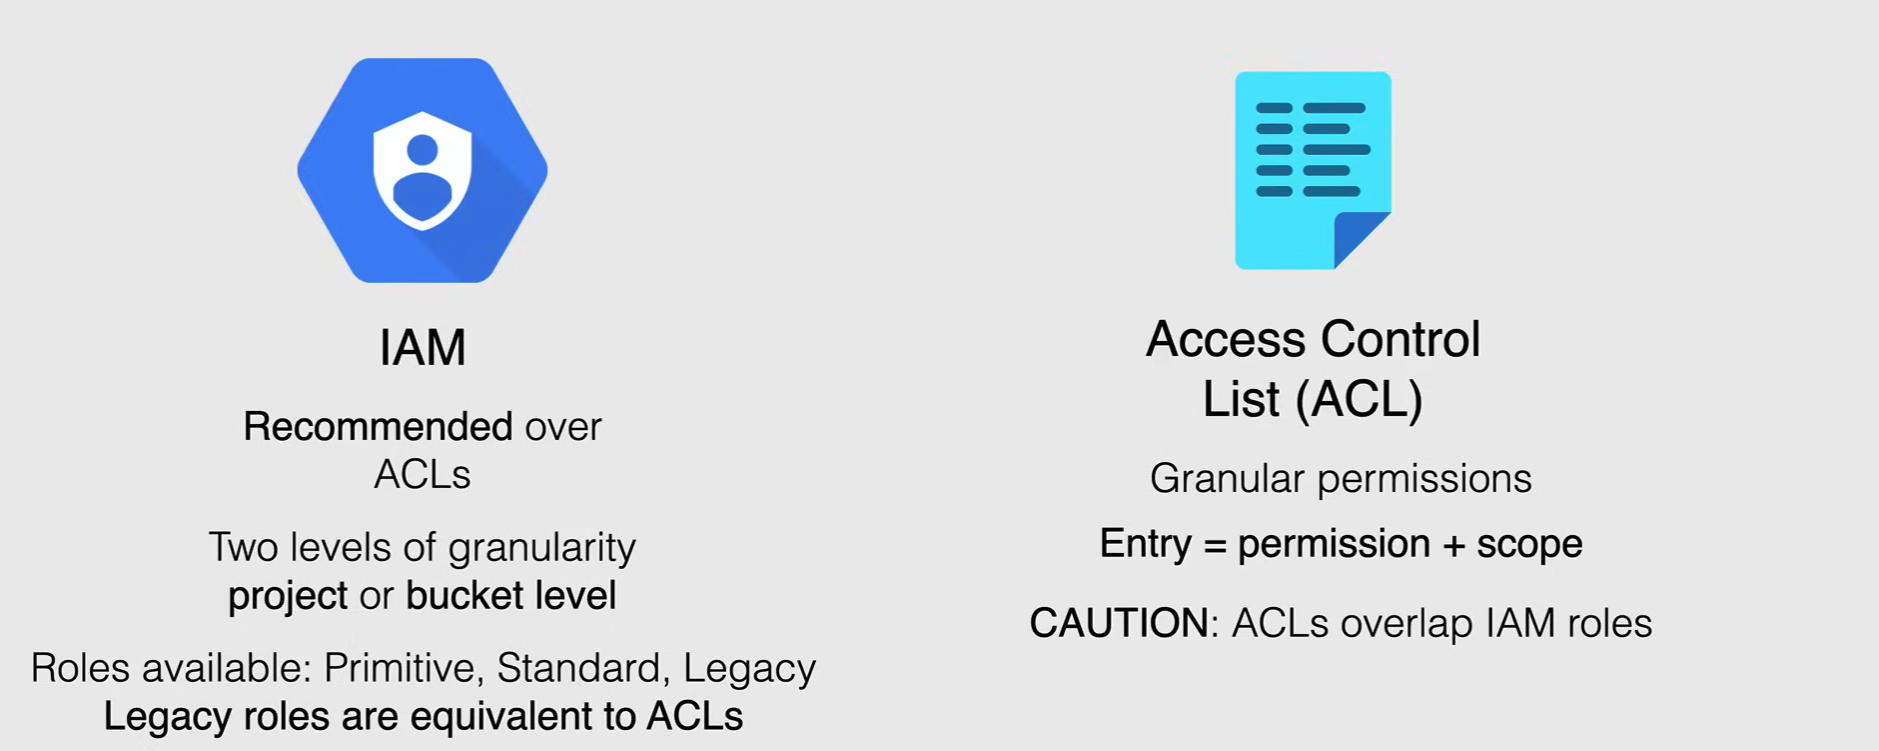 IAM
Recommended over
ACLs
Two levels of granularity
project or bucket level
Roles available: Primitive, Standard, Legacy
Legacy roles are equivalent to ACLs
Access Control
List (ACL)
Granular permissions
Entry = permission + scope
CAUTION: ACLs overlap IAM roles